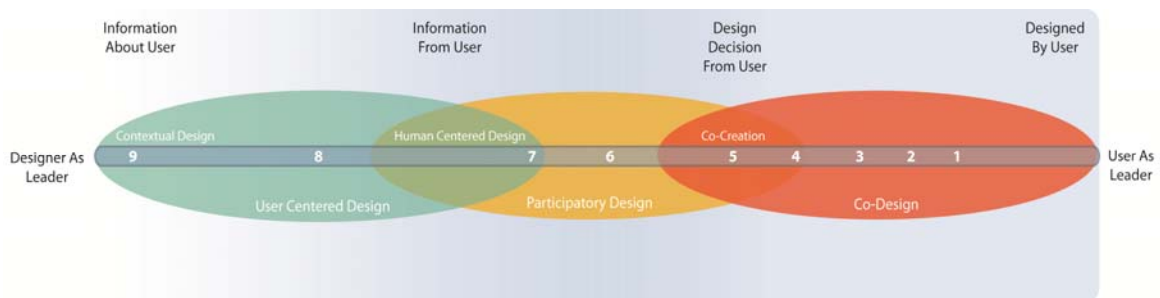 Information
About User
Information
From User
Design
Decision
From User
Designed
By User
Contextual Design
Human Centered Design
Co-Creation
Designer As
Leader
9
8
7
6
5
4
3
2
1
User As
Leader
User Centered Design
Participatory Design
Co-Design